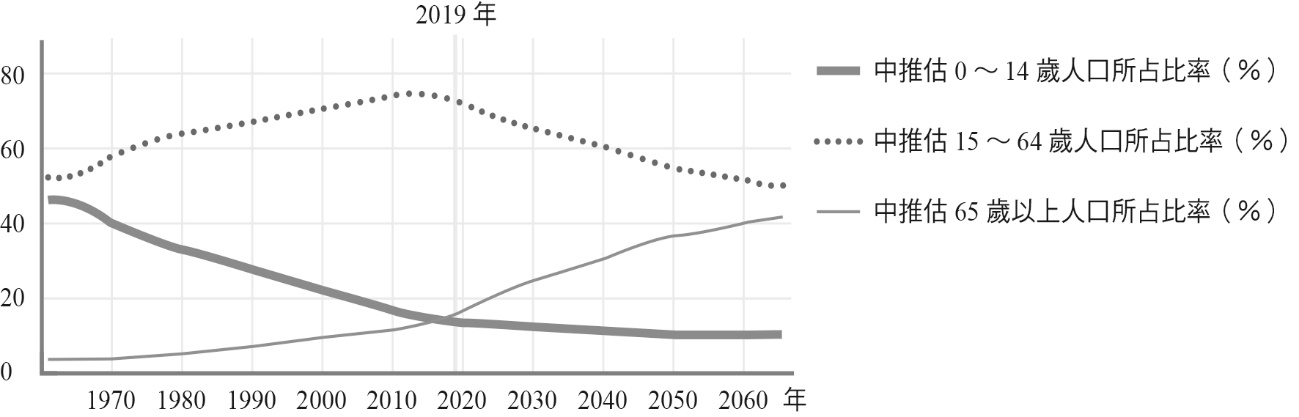 2019 年
80
60
40
20
0
1970 1980 1990 2000 2010 2020 2030 2040 2050 2060 年
中推估 0～14 歲人口所占比率（%）
中推估 15～64 歲人口所占比率（%）
中推估 65 歲以上人口所占比率（%）